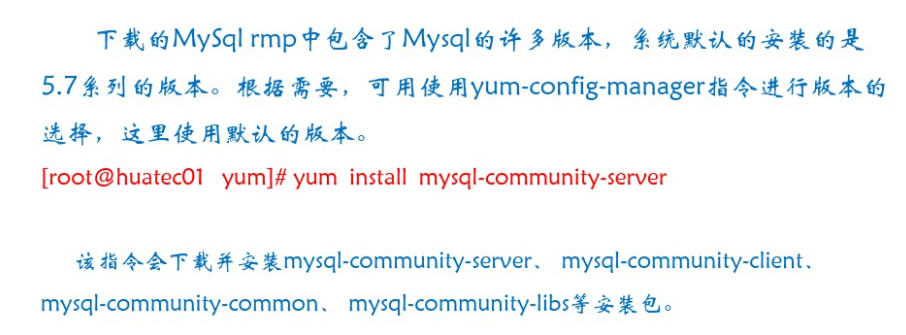 下载的MySql rmp中包含了Mysql的许多版本，系统默认的安装的是
5.7系列的版本。根据需要，可用使用yum-config-manager指令进行版本的
选择，这里使用默认的版本。
[root@huatec01 yum]# yum install mysql-community-server
该指令会下载并安装mysql-community-server、 mysql-community-client、
mysql-community-common、 mysql-community-libs等安装包。